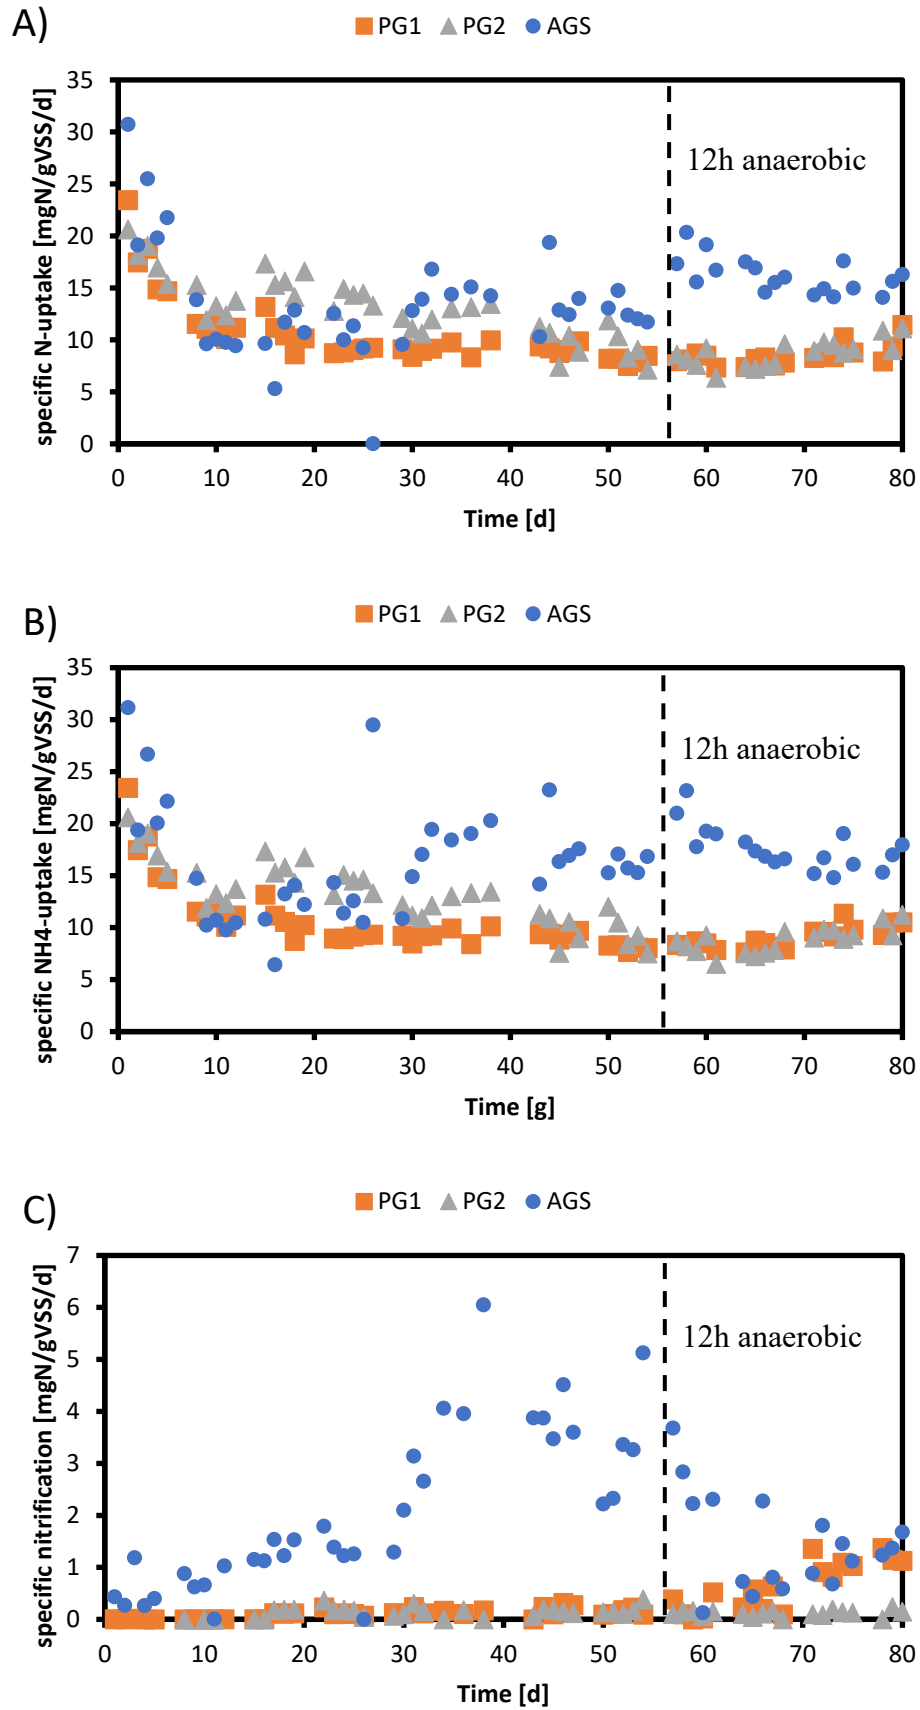 A)
PG1 PG2 AGS
35
30
25
20
15
10
5
0
12h anaerobic
specific N-uptake [mgN/gVSS/d]
0 10 20 30 40 50 60 70 80
Time [d]
B)
PG1 PG2 AGS
35
30
25
20
15
10
5
0
12h anaerobic
specific NH4-uptake [mgN/gVSS/d]
0 10 20 30 40 50 60 70 80
Time [g]
C)
PG1 PG2 AGS
7
6
5
4
3
2
1
0
12h anaerobic
specific nitrification [mgN/gVSS/d]
0 10 20 30 40 50 60 70 80
Time [d]